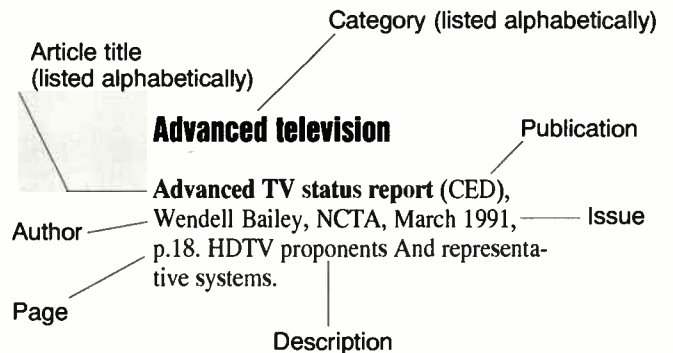 Category (listed alphabetically)
Article title
(listed alphabetically)
Advanced television
Publication
Advanced TV status report (CED),
Wendell Bailey, NCTA, March 1991,
Issue
Author
p.18. HDTV proponents And representa-
tive systems.
Page
Description